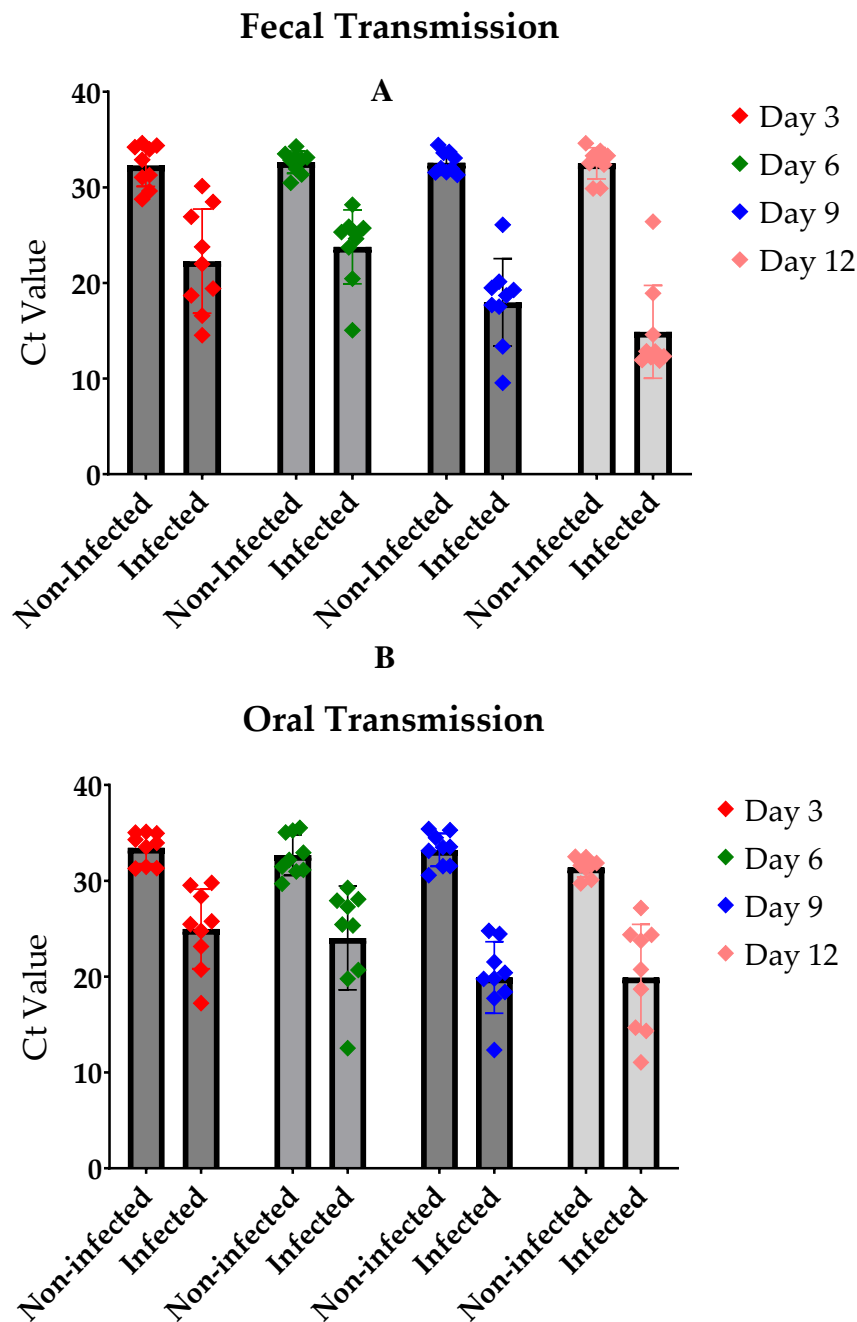 Fecal Transmission
A
40
30
20
10
0
Ct Value
Non-Infected
Infected
Non-Infected
Infected
Non-Infected
Infected
Non-Infected
Infected
Day 3
Day 6
Day 9
Day 12
B
Oral Transmission
40
30
20
10
0
Ct Value
Non-infected
Infected
Non-infected
Infected
Non-infected
Infected
Non-infected
Infected
Day 3
Day 6
Day 9
Day 12